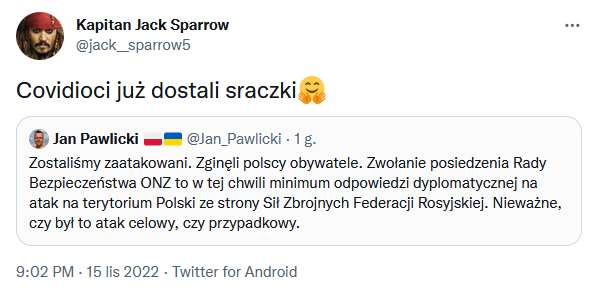 Kapitan Jack Sparrow
@jack__sparrow5
Covidioci już dostali sraczki🤗
Jan Pawlicki 🇵🇱🇺🇦 @Jan_Pawlicki · 1 g.
Zostaliśmy zaatakowani. Zginęli polscy obywatele. Zwołanie posiedzenia Rady
Bezpieczeństwa ONZ to w tej chwili minimum odpowiedzi dyplomatycznej na
atak na terytorium Polski ze strony Sił Zbrojnych Federacji Rosyjskiej. Nieważne,
czy był to atak celowy, czy przypadkowy.
9:02 PM · 15 lis 2022 · Twitter for Android